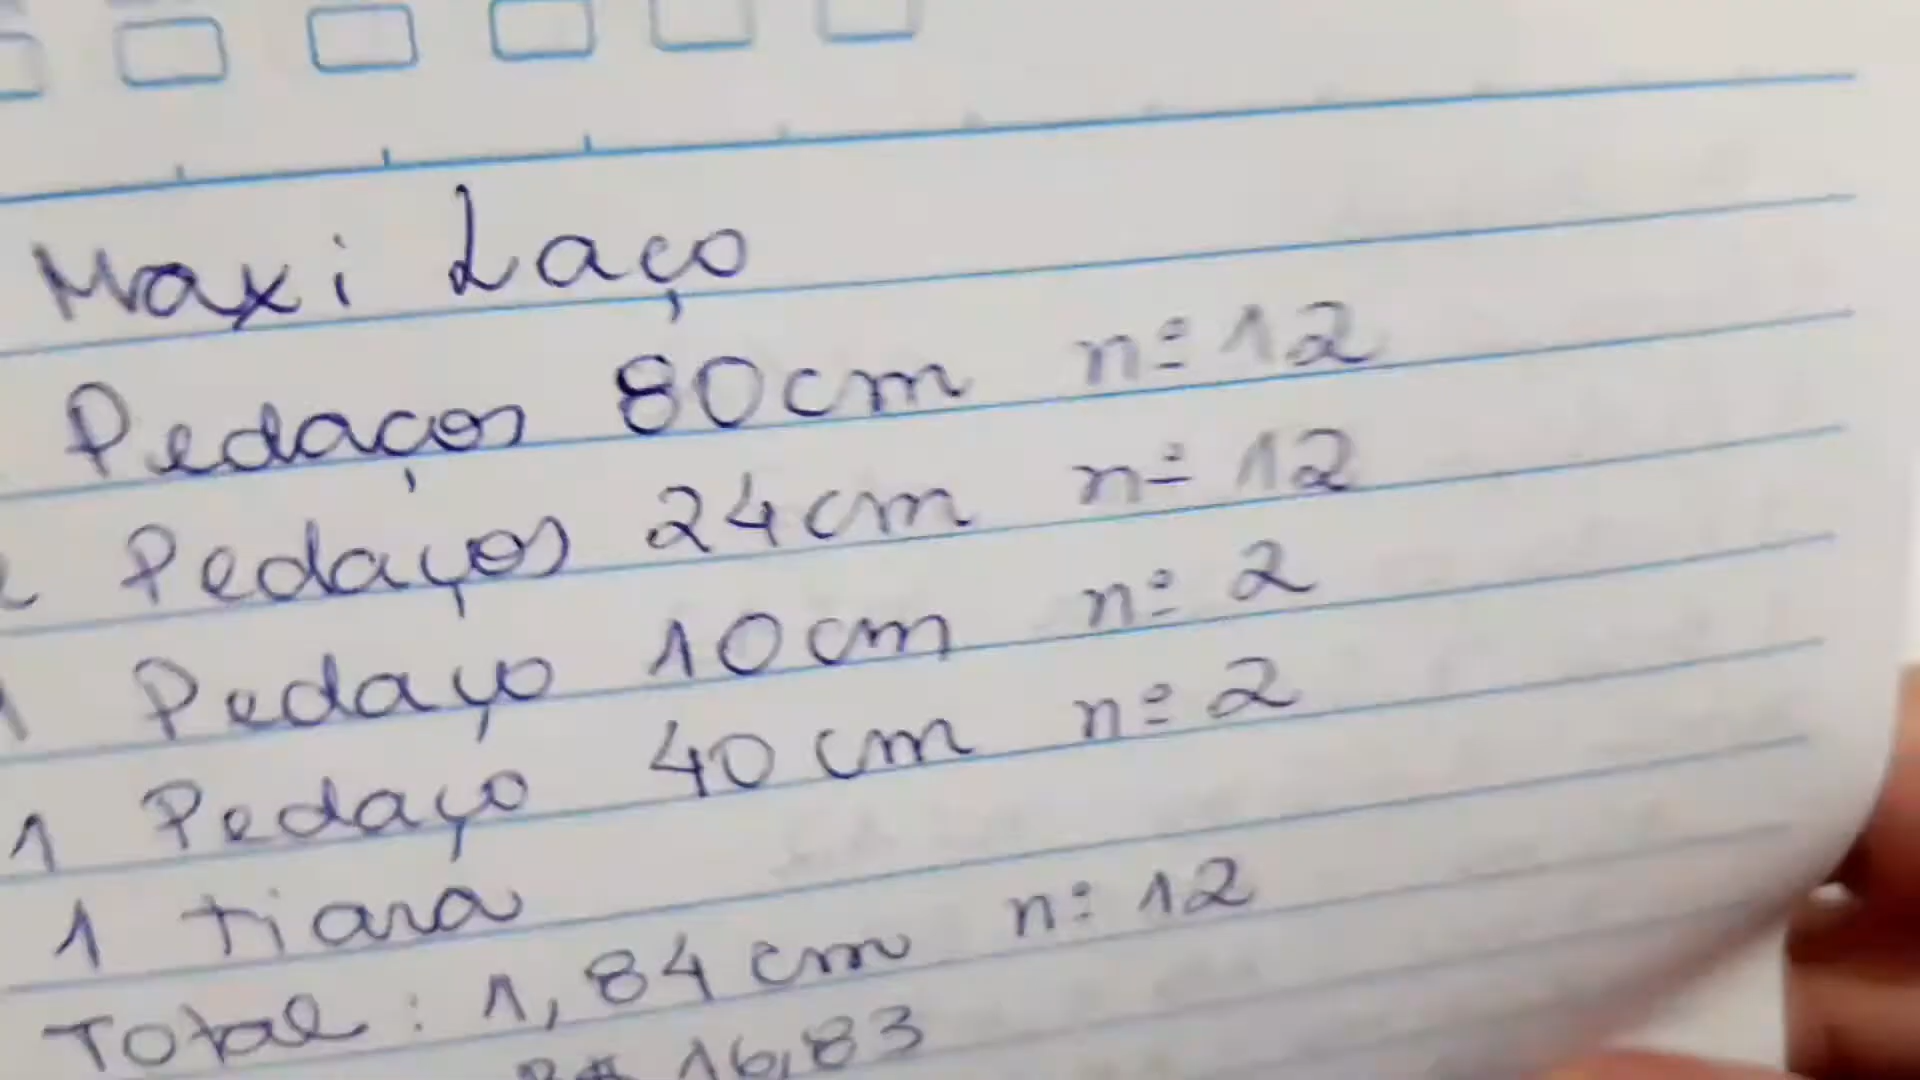 Maxi Laço
Pedaços 80cm nº 12
Pedaços 24cm nº 12
1 Pedaço 10cm nº 2
1 Pedaço 40cm nº 2
1 tiara
Total: 1,84 cm nº 12
R$ 16,83